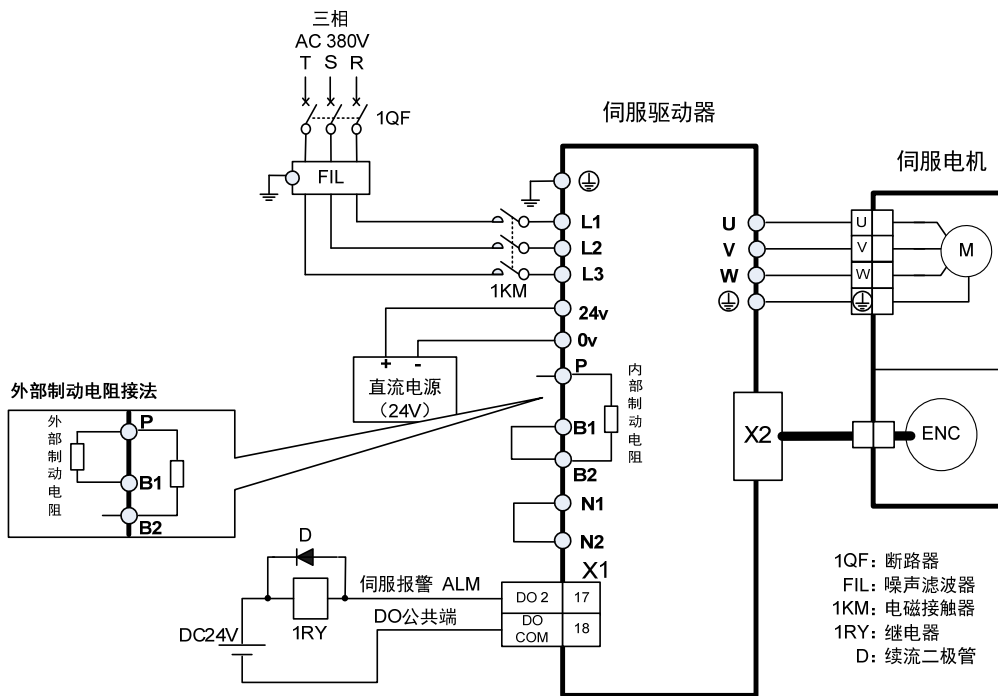 三相
AC 380V
T S R
1QF
FIL
伺服驱动器
伺服电机
L1
L2
L3
1KM
24v
0v
+ -
直流电源
（24V）
P
B1
B2
内部制动电阻
N1
N2
U
V
W
U
V
W
M
X2
ENC
外部制动电阻接法
外部制动电阻
P
B1
B2
D
伺服报警 ALM
1RY
DO公共端
DC24V
X1
DO 2 17
DO COM 18
1QF：断路器
FIL：噪声滤波器
1KM：电磁接触器
1RY：继电器
D：续流二极管